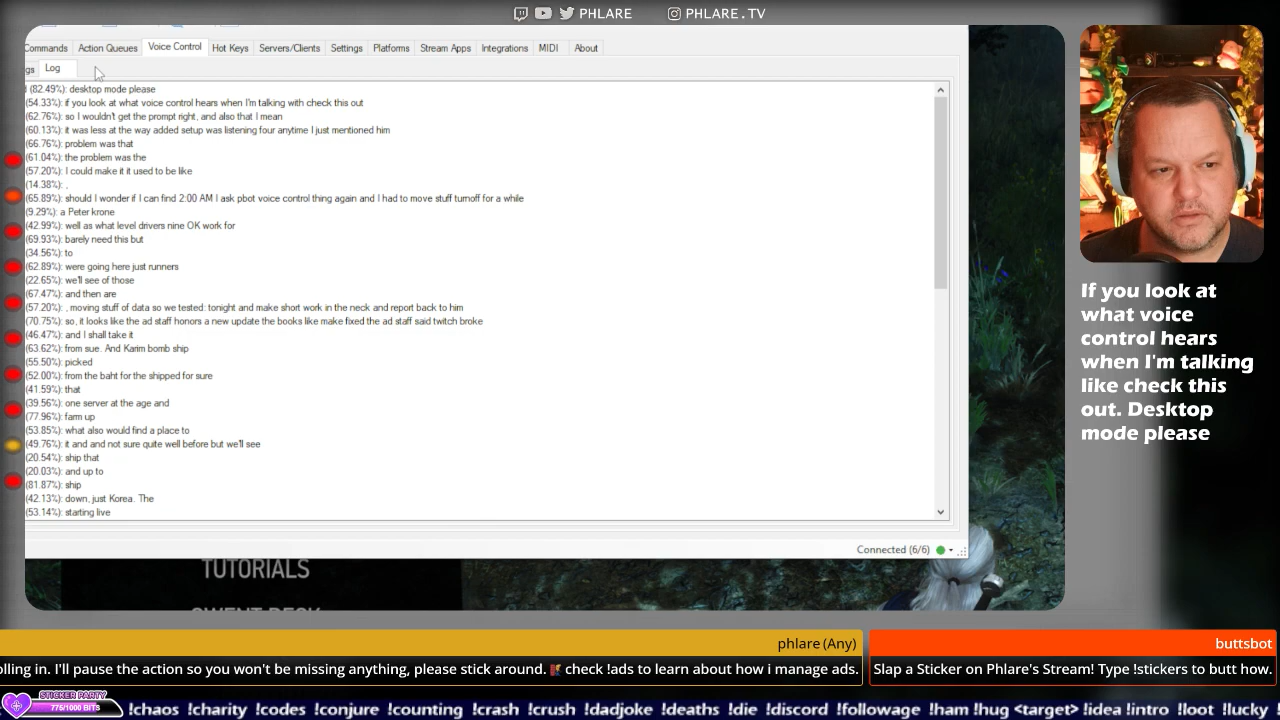 PHLARE PHLARE.TV
Commands Action Queues Voice Control Hot Keys Servers/Clients Settings Platforms Stream Apps Integrations MIDI About
gs Log
(82.49%): desktop mode please
(54.33%): if you look at what voice control hears when I'm talking with check this out
(62.76%): so I wouldn't get the prompt right, and also that I mean
(60.13%): it was less at the way added setup was listening four anytime I just mentioned him
(66.76%): problem was that
(61.04%): the problem was the
(57.20%): I could make it it used to be like
(14.38%): ,
(65.89%): should I wonder if I can find 2:00 AM I ask pbot voice control thing again and I had to move stuff turnoff for a while
(9.29%): a Peter krone
(42.99%): well as what level drivers nine OK work for
(69.93%): barely need this but
(34.56%): to
(62.89%): were going here just runners
(22.65%): we'll see of those
(67.47%): and then are
(57.20%): , moving stuff of data so we tested: tonight and make short work in the neck and report back to him
(70.75%): so, it looks like the ad staff honors a new update the books like make fixed the ad staff said twitch broke
(46.47%): and I shall take it
(63.62%): from sue. And Karim bomb ship
(55.50%): picked
(52.00%): from the baht for the shipped for sure
(41.59%): that
(39.56%): one server at the age and
(77.96%): farm up
(53.85%): what also would find a place to
(49.76%): it and and not sure quite well before but we'll see
(20.54%): ship that
(20.03%): and up to
(81.87%): ship
(42.13%): down, just Korea. The
(53.14%): starting live
Connected (6/6)
TUTORIALS
GWENT DECK
If you look at
what voice
control hears
when I'm talking
like check this
out. Desktop
mode please
phlare (Any)
olling in. I'll pause the action so you won't be missing anything, please stick around. check !ads to learn about how i manage ads.
buttsbot
Slap a Sticker on Phlare's Stream! Type !stickers to butt how.
STICKER PARTY
775/1000 BITS
!chaos !charity !codes !conjure !counting !crash !crush !dadjoke !deaths !die !discord !followage !ham !hug <target> !idea !intro !loot !lucky